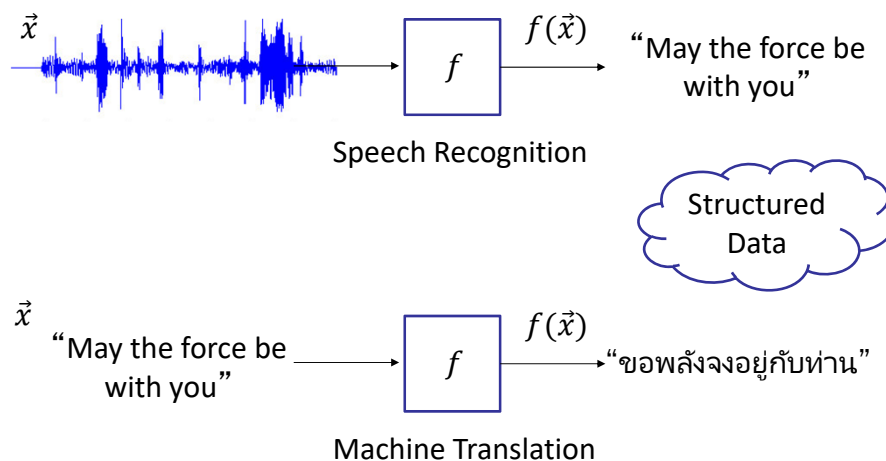 x⃗
f
f(x⃗)
“May the force be
with you”
Speech Recognition
Structured
Data
x⃗
“May the force be
with you”
f
f(x⃗)
“ขอพลังจงอยู่กับท่าน”
Machine Translation